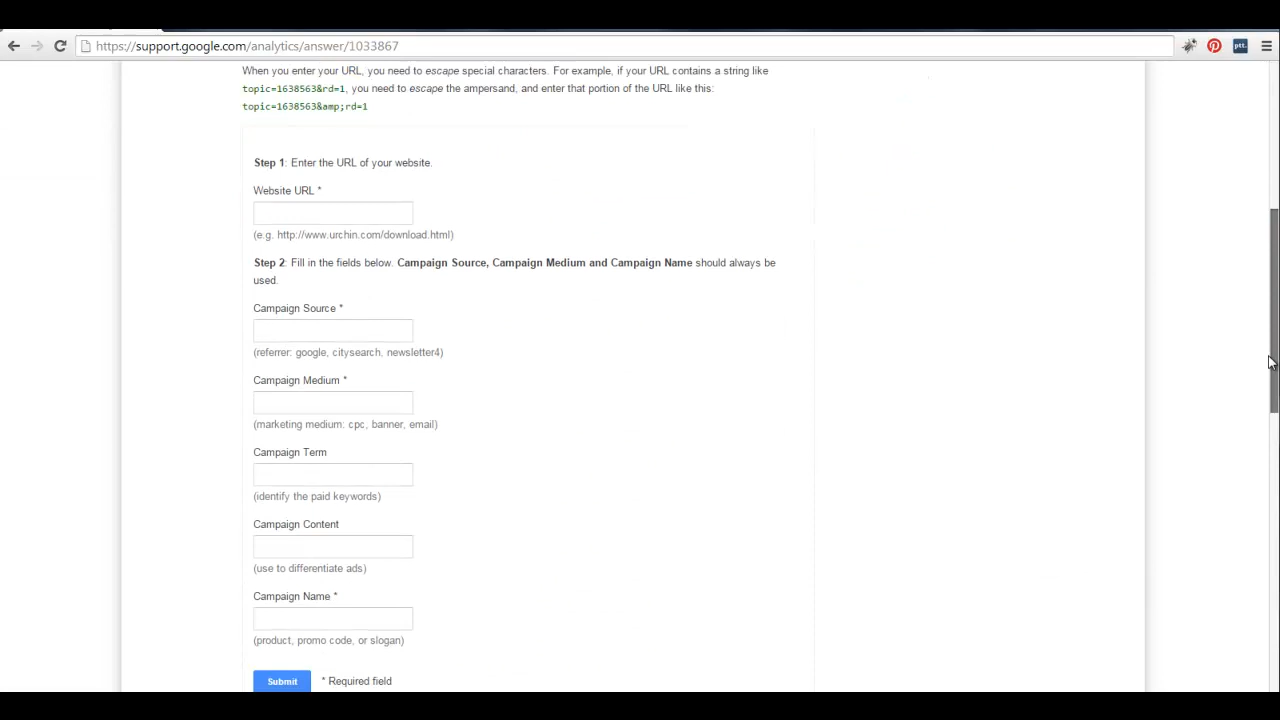 https://support.google.com/analytics/answer/1033867
ptt.
When you enter your URL, you need to escape special characters. For example, if your URL contains a string like
topic=1638563&rd=1, you need to escape the ampersand, and enter that portion of the URL like this:
topic=1638563&amp;rd=1
Step 1: Enter the URL of your website.
Website URL *
(e.g. http://www.urchin.com/download.html)
Step 2: Fill in the fields below. Campaign Source, Campaign Medium and Campaign Name should always be
used.
Campaign Source *
(referrer: google, citysearch, newsletter4)
Campaign Medium *
(marketing medium: cpc, banner, email)
Campaign Term
(identify the paid keywords)
Campaign Content
(use to differentiate ads)
Campaign Name *
(product, promo code, or slogan)
Submit * Required field